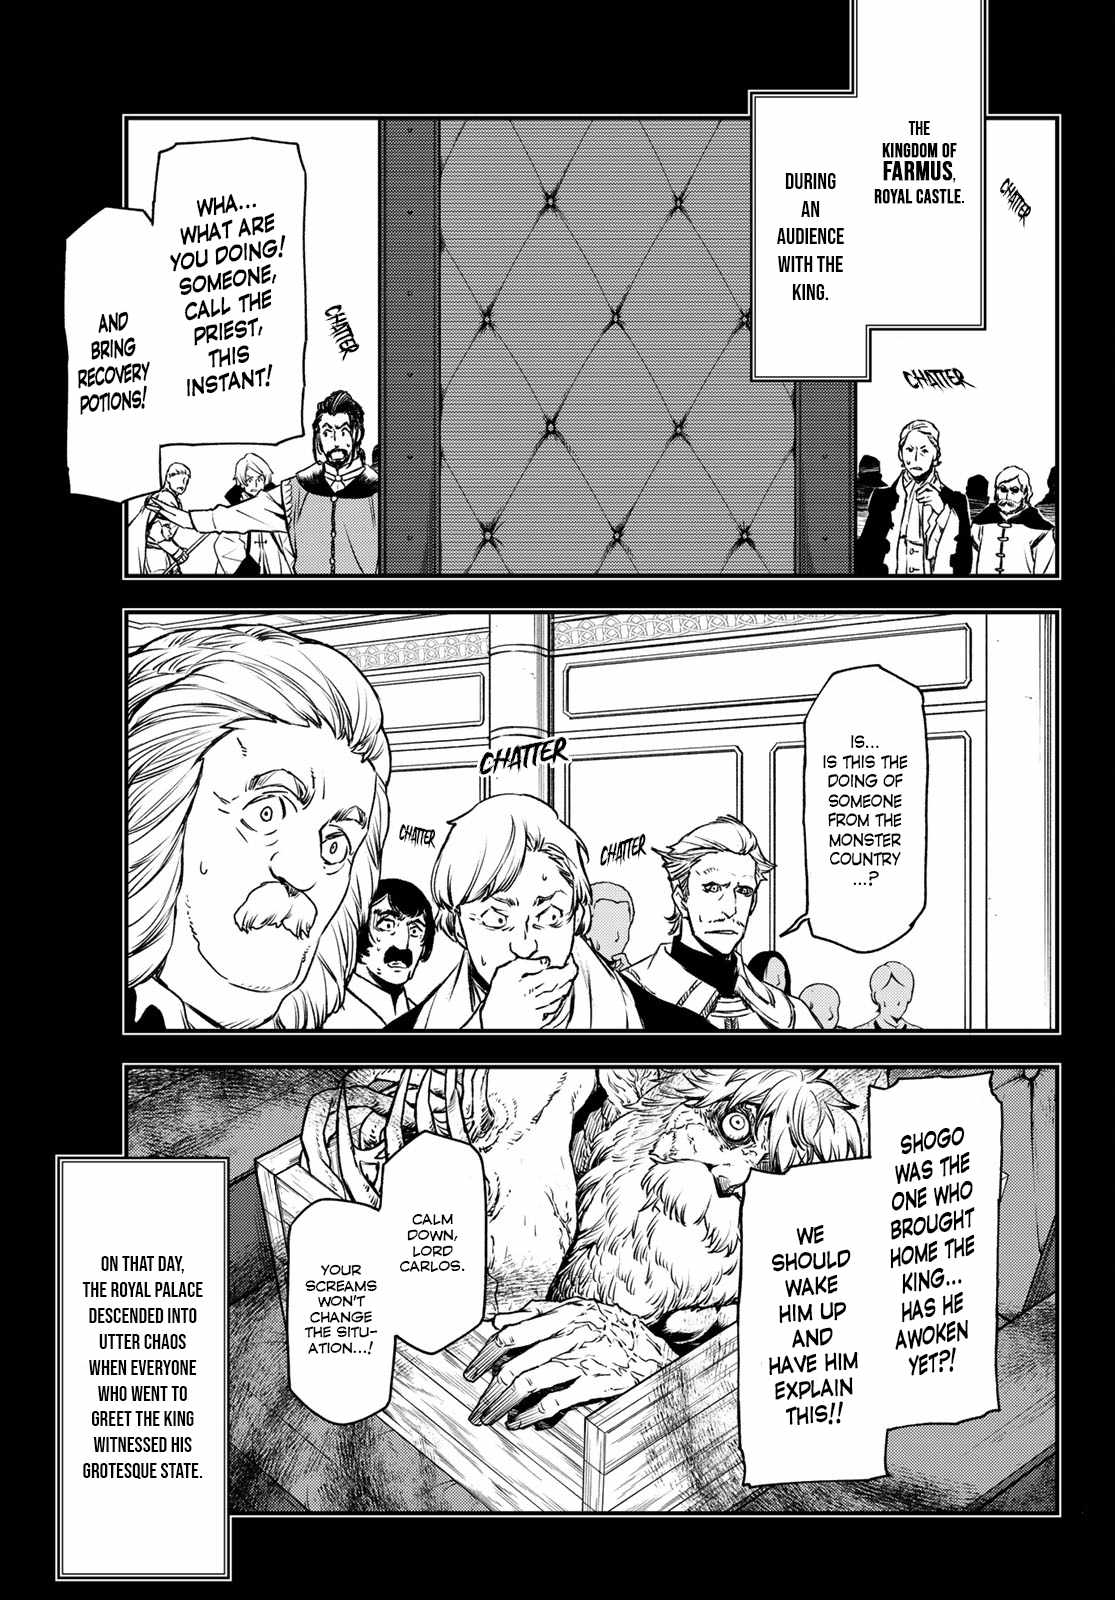 THE
KINGDOM OF
FARMUS,
ROYAL CASTLE.
DURING
AN
AUDIENCE
WITH THE
KING.
CHATTER
CHATTER
CHATTER
WHA...
WHAT ARE
YOU DOING!
SOMEONE,
CALL THE
PRIEST,
THIS
INSTANT!
AND
BRING
RECOVERY
POTIONS!
IS...
IS THIS THE
DOING OF
SOMEONE
FROM THE
MONSTER
COUNTRY
...?
CHATTER
CHATTER
CHATTER
SHOGO
WAS THE
ONE WHO
BROUGHT
HOME THE
KING...
HAS HE
AWOKEN
YET?!
WE
SHOULD
WAKE
HIM UP
AND
HAVE HIM
EXPLAIN
THIS!!
CALM
DOWN,
LORD
CARLOS.
YOUR
SCREAMS
WON'T
CHANGE
THE SITU-
ATION...!
ON THAT DAY,
THE ROYAL PALACE
DESCENDED INTO
UTTER CHAOS
WHEN EVERYONE
WHO WENT TO
GREET THE KING
WITNESSED HIS
GROTESQUE STATE.